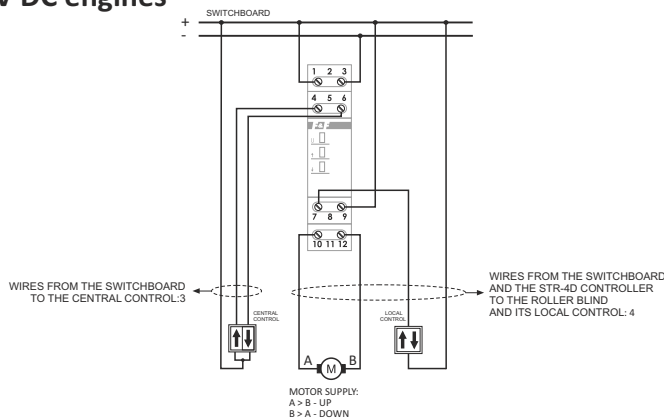 V DC engines
SWITCHBOARD
+
-
1 2 3
4 5 6
F&F
U
↑
↓
7 8 9
10 11 12
WIRES FROM THE SWITCHBOARD
TO THE CENTRAL CONTROL:3
WIRES FROM THE SWITCHBOARD
AND THE STR-4D CONTROLLER
TO THE ROLLER BLIND
AND ITS LOCAL CONTROL: 4
CENTRAL
CONTROL
LOCAL
CONTROL
A
M
B
MOTOR SUPPLY:
A > B - UP
B > A - DOWN